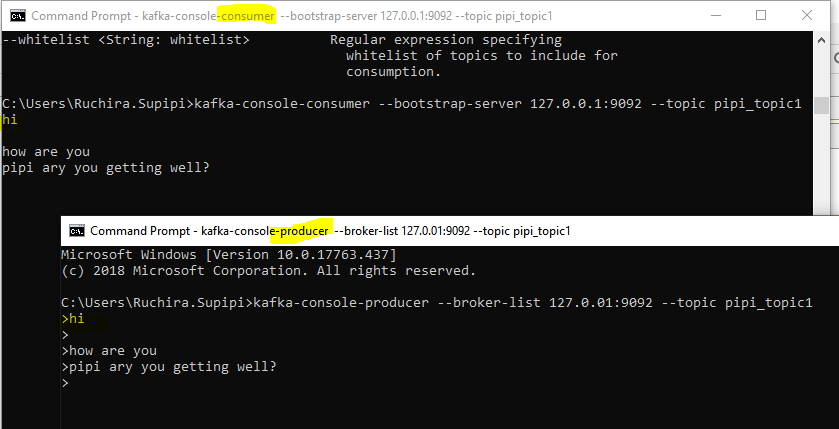 Command Prompt - kafka-console-consumer --bootstrap-server 127.0.0.1:9092 --topic pipi_topic1
--whitelist <String: whitelist> Regular expression specifying
whitelist of topics to include for
consumption.
C:\Users\Ruchira.Supipi>kafka-console-consumer --bootstrap-server 127.0.0.1:9092 --topic pipi_topic1
hi
how are you
pipi ary you getting well?
Command Prompt - kafka-console-producer --broker-list 127.0.01:9092 --topic pipi_topic1
Microsoft Windows [Version 10.0.17763.437]
(c) 2018 Microsoft Corporation. All rights reserved.
C:\Users\Ruchira.Supipi>kafka-console-producer --broker-list 127.0.01:9092 --topic pipi_topic1
>hi
>
>how are you
>pipi ary you getting well?
>